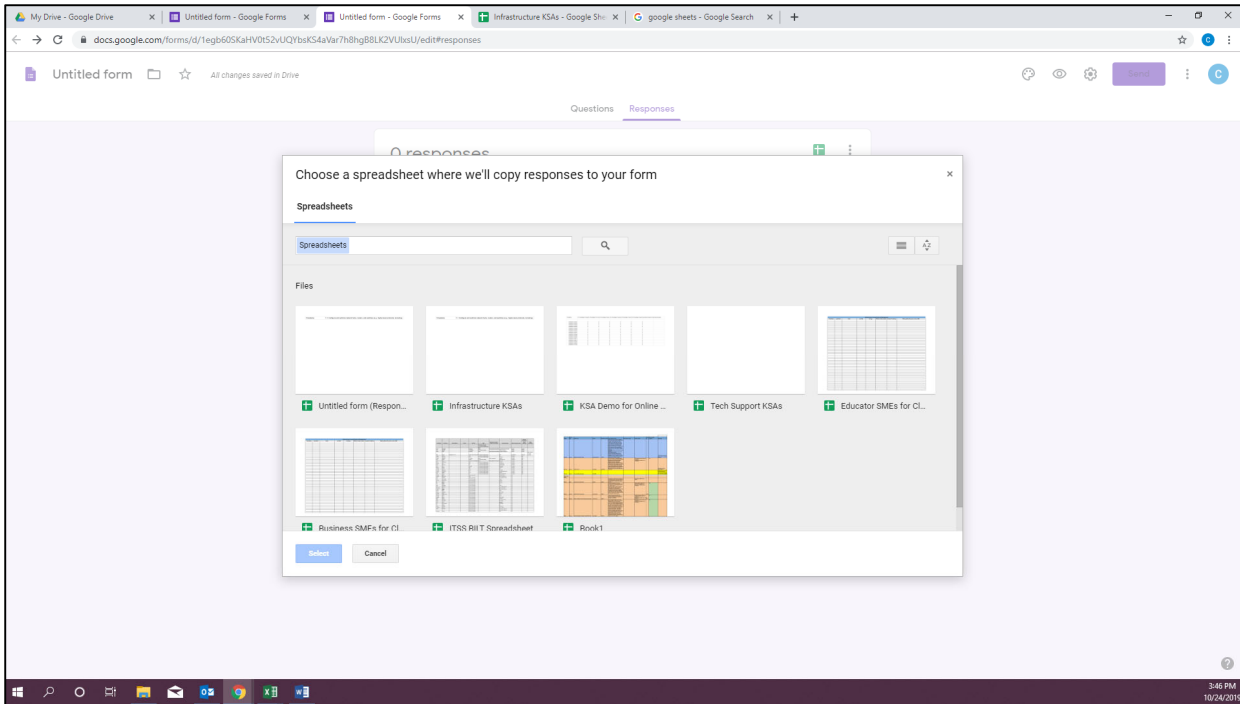 My Drive - Google Drive
Untitled form - Google Forms
Untitled form - Google Forms
Infrastructure KSAs - Google She
google sheets - Google Search
docs.google.com/forms/d/1egb60SKaHV0t52vUQYbsKS4aVar7h8hgB8LK2VUlxsU/edit#responses
Untitled form
All changes saved in Drive
Send
C
Questions Responses
0 responses
Choose a spreadsheet where we'll copy responses to your form
Spreadsheets
Spreadsheets
Files
Untitled form (Respon...
Infrastructure KSAs
KSA Demo for Online ...
Tech Support KSAs
Educator SMEs for Cl...
Business SMEs for Cl...
ITSS BILT Spreadsheet
Book1
Select Cancel
3:46 PM
10/24/2019